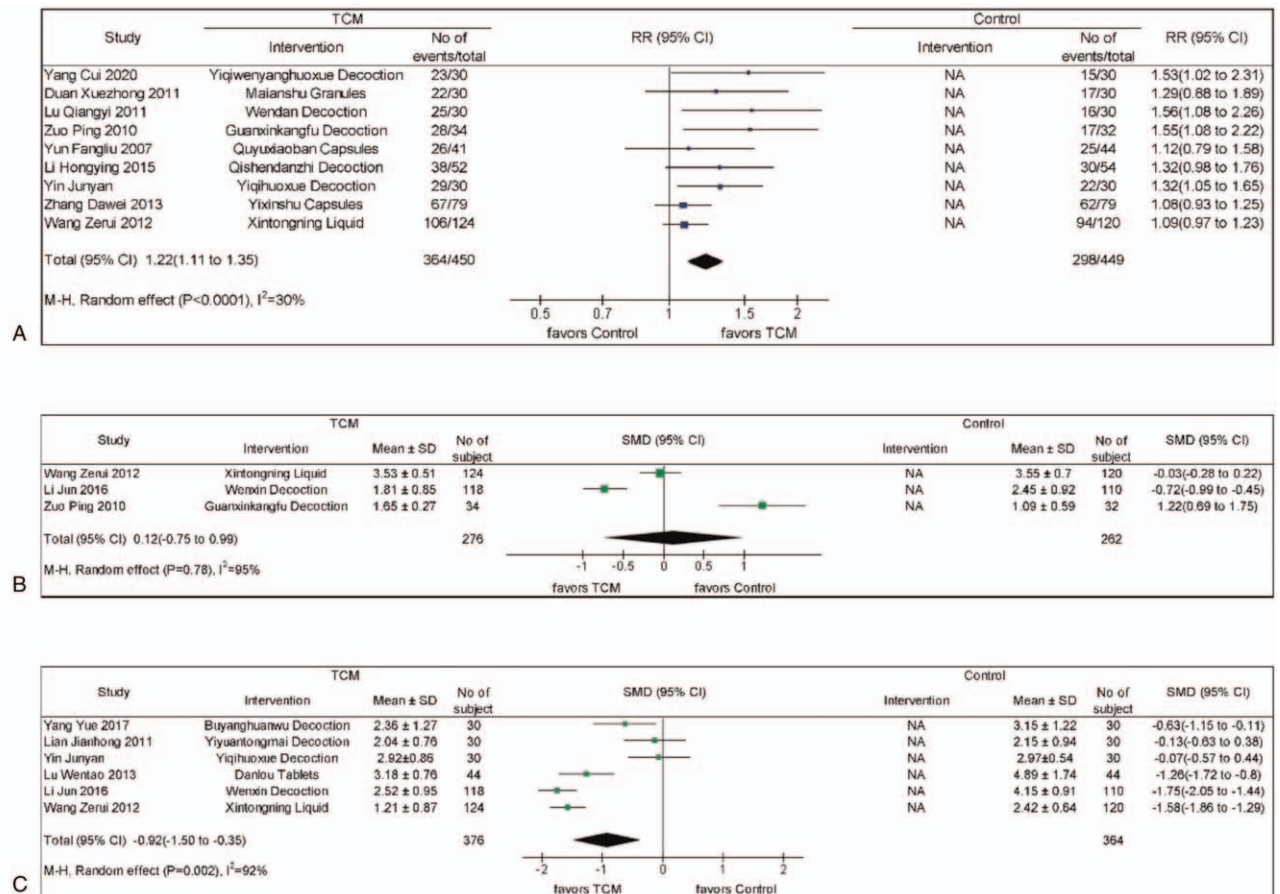 TCM Control
Study Intervention No of events/total RR (95% CI) Intervention No of events/total RR (95% CI)
Yang Cui 2020 Yiqiwenyanghuoxue Decoction 23/30 NA 15/30 1.53(1.02 to 2.31)
Duan Xuezhong 2011 Maianshu Granules 22/30 NA 17/30 1.29(0.88 to 1.89)
Lu Qiangyi 2011 Wendan Decoction 25/30 NA 16/30 1.56(1.08 to 2.26)
Zuo Ping 2010 Guanxinkangfu Decoction 28/34 NA 17/32 1.55(1.08 to 2.22)
Yun Fangliu 2007 Quyuxiaoban Capsules 26/41 NA 25/44 1.12(0.79 to 1.58)
Li Hongying 2015 Qishendanzhi Decoction 38/52 NA 30/54 1.32(0.98 to 1.76)
Yin Junyan Yiqihuoxue Decoction 29/30 NA 22/30 1.32(1.05 to 1.65)
Zhang Dawei 2013 Yixinshu Capsules 67/79 NA 62/79 1.08(0.93 to 1.25)
Wang Zerui 2012 Xintongning Liquid 106/124 NA 94/120 1.09(0.97 to 1.23)
Total (95% CI) 1.22(1.11 to 1.35) 364/450 298/449
M-H, Random effect (P<0.0001), I²=30%
0.5 0.7 1 1.5 2
favors Control favors TCM
A
TCM Control
Study Intervention Mean ± SD No of subject SMD (95% CI) Intervention Mean ± SD No of subject SMD (95% CI)
Wang Zerui 2012 Xintongning Liquid 3.53 ± 0.51 124 NA 3.55 ± 0.7 120 -0.03(-0.28 to 0.22)
Li Jun 2016 Wenxin Decoction 1.81 ± 0.85 118 NA 2.45 ± 0.92 110 -0.72(-0.99 to -0.45)
Zuo Ping 2010 Guanxinkangfu Decoction 1.65 ± 0.27 34 NA 1.09 ± 0.59 32 1.22(0.69 to 1.75)
Total (95% CI) 0.12(-0.75 to 0.99) 276 262
M-H, Random effect (P=0.78), I²=95%
-1 -0.5 0 0.5 1
favors TCM favors Control
B
TCM Control
Study Intervention Mean ± SD No of subject SMD (95% CI) Intervention Mean ± SD No of subject SMD (95% CI)
Yang Yue 2017 Buyanghuanwu Decoction 2.36 ± 1.27 30 NA 3.15 ± 1.22 30 -0.63(-1.15 to -0.11)
Lian Jianhong 2011 Yiyuantongmai Decoction 2.04 ± 0.76 30 NA 2.15 ± 0.94 30 -0.13(-0.63 to 0.38)
Yin Junyan Yiqihuoxue Decoction 2.92±0.86 30 NA 2.97±0.54 30 -0.07(-0.57 to 0.44)
Lu Wentao 2013 Danlou Tablets 3.18 ± 0.76 44 NA 4.89 ± 1.74 44 -1.26(-1.72 to -0.8)
Li Jun 2016 Wenxin Decoction 2.52 ± 0.95 118 NA 4.15 ± 0.91 110 -1.75(-2.05 to -1.44)
Wang Zerui 2012 Xintongning Liquid 1.21 ± 0.87 124 NA 2.42 ± 0.64 120 -1.58(-1.86 to -1.29)
Total (95% CI) -0.92(-1.50 to -0.35) 376 364
M-H, Random effect (P=0.002), I²=92%
-2 -1 0 1 2
favors TCM favors Control
C